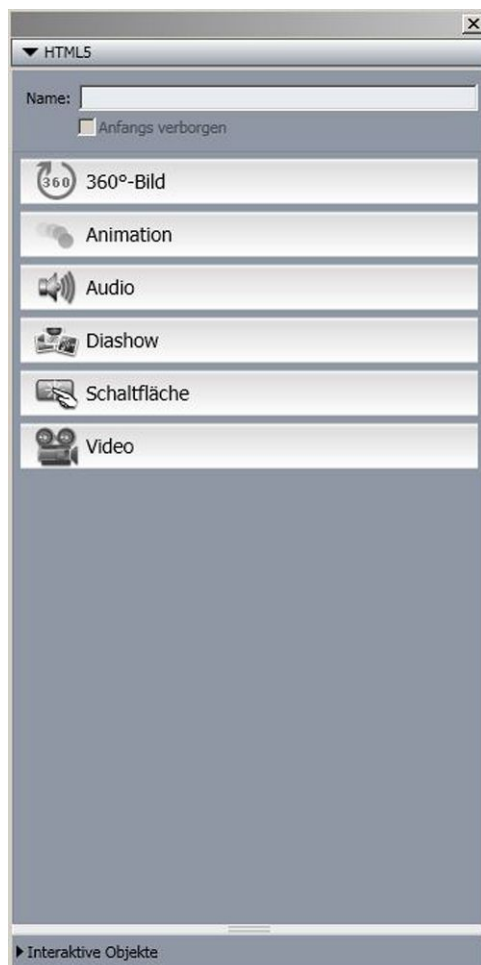 HTML5
Name:
Anfangs verborgen
360 360°-Bild
Animation
Audio
Diashow
Schaltfläche
Video
Interaktive Objekte